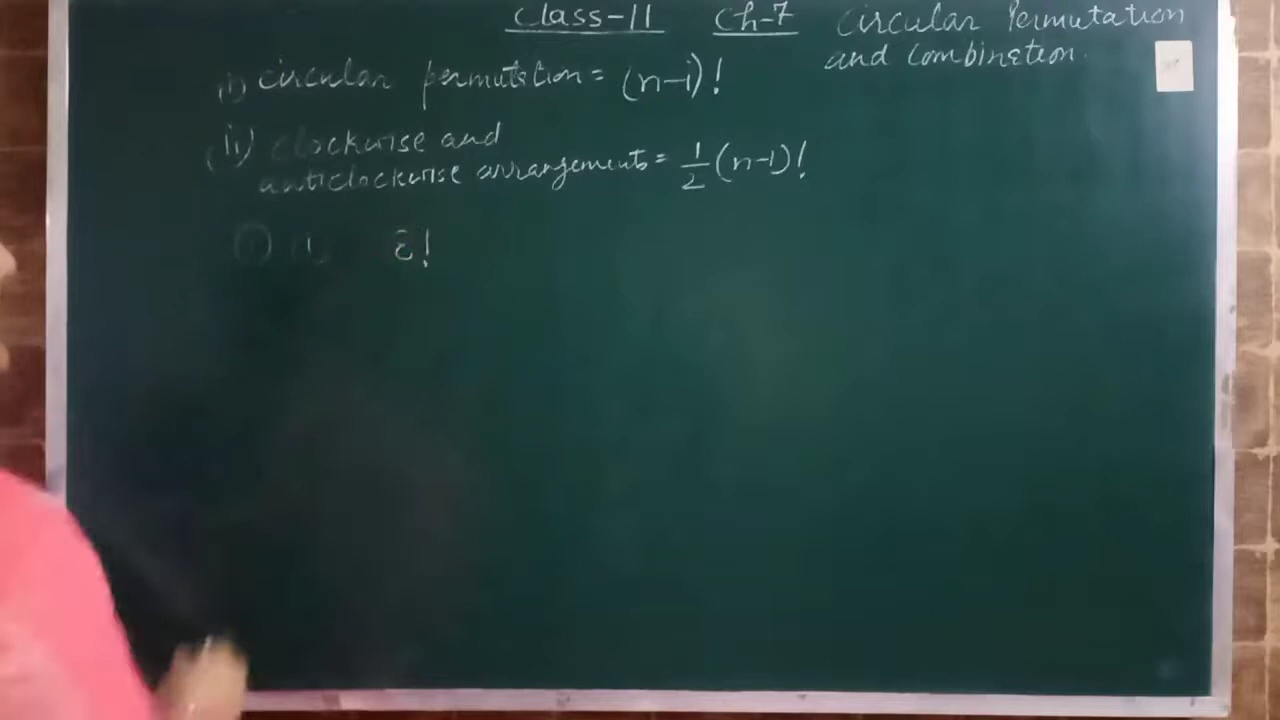 Class-11 Ch-7 Circular Permutation
and Combination.
(i) circular permutation = (n-1)!
(ii) clockwise and
anticlockwise arrangements = 1/2 (n-1)!